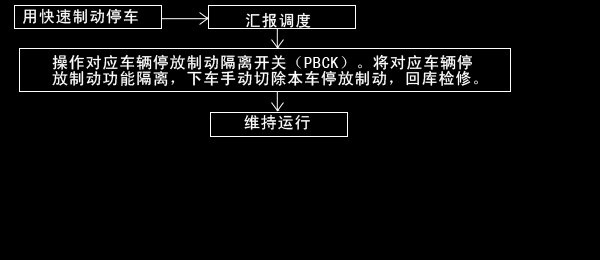 用快速制动停车
汇报调度
操作对应车辆停放制动隔离开关（PBCK）。将对应车辆停
放制动功能隔离，下车手动切除本车停放制动，回库检修。
维持运行